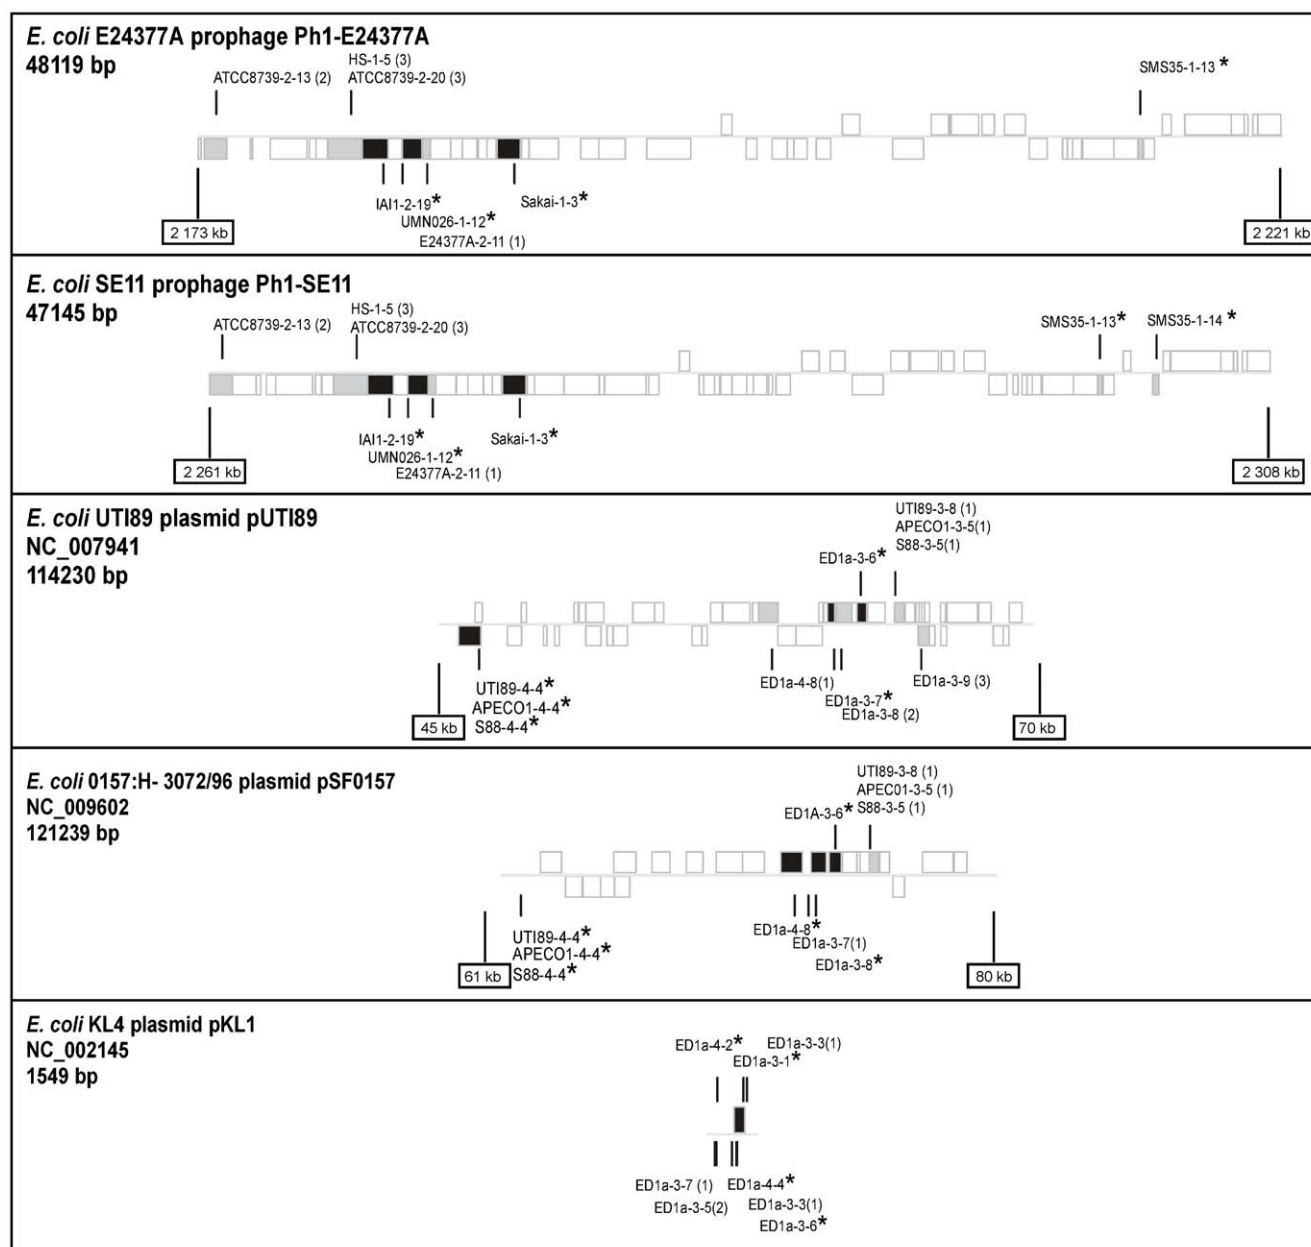 E. coli E24377A prophage Ph1-E24377A
48119 bp
HS-1-5 (3)
ATCC8739-2-13 (2)
ATCC8739-2-20 (3)
SMS35-1-13 *
IAI1-2-19*
Sakai-1-3*
UMN026-1-12*
E24377A-2-11 (1)
2 173 kb
2 221 kb
E. coli SE11 prophage Ph1-SE11
47145 bp
HS-1-5 (3)
ATCC8739-2-13 (2)
ATCC8739-2-20 (3)
SMS35-1-13*
SMS35-1-14 *
IAI1-2-19*
Sakai-1-3*
UMN026-1-12*
E24377A-2-11 (1)
2 261 kb
2 308 kb
E. coli UTI89 plasmid pUTI89
NC_007941
114230 bp
UTI89-3-8 (1)
APECO1-3-5(1)
S88-3-5(1)
ED1a-3-6*
UTI89-4-4*
APECO1-4-4*
S88-4-4*
ED1a-4-8(1)
ED1a-3-7*
ED1a-3-8 (2)
ED1a-3-9 (3)
45 kb
70 kb
E. coli 0157:H- 3072/96 plasmid pSF0157
NC_009602
121239 bp
UTI89-3-8 (1)
APEC01-3-5 (1)
S88-3-5 (1)
ED1A-3-6*
UTI89-4-4*
APECO1-4-4*
S88-4-4*
ED1a-4-8*
ED1a-3-7(1)
ED1a-3-8*
61 kb
80 kb
E. coli KL4 plasmid pKL1
NC_002145
1549 bp
ED1a-4-2*
ED1a-3-3(1)
ED1a-3-1*
ED1a-3-7 (1)
ED1a-4-4*
ED1a-3-5(2)
ED1a-3-3(1)
ED1a-3-6*